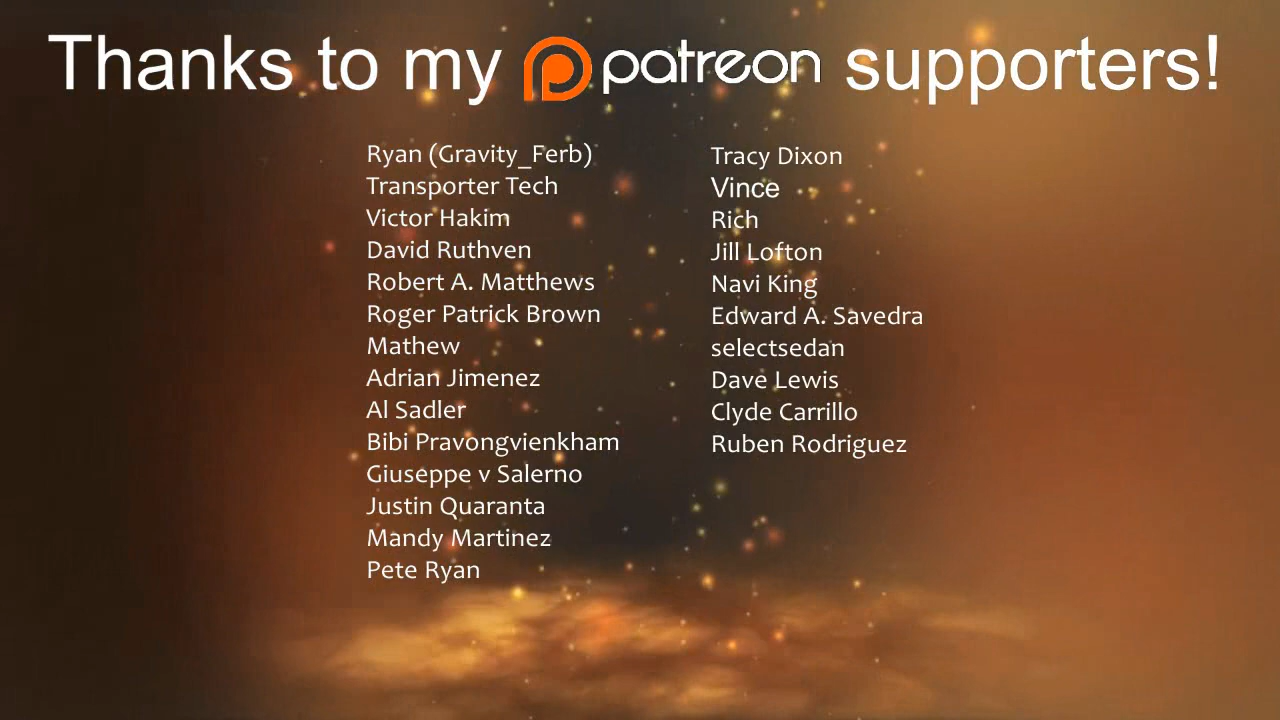 Thanks to my patreon supporters!
Ryan (Gravity_Ferb)
Transporter Tech
Victor Hakim
David Ruthven
Robert A. Matthews
Roger Patrick Brown
Mathew
Adrian Jimenez
Al Sadler
Bibi Pravongvienkham
Giuseppe v Salerno
Justin Quaranta
Mandy Martinez
Pete Ryan
Tracy Dixon
Vince
Rich
Jill Lofton
Navi King
Edward A. Savedra
selectsedan
Dave Lewis
Clyde Carrillo
Ruben Rodriguez